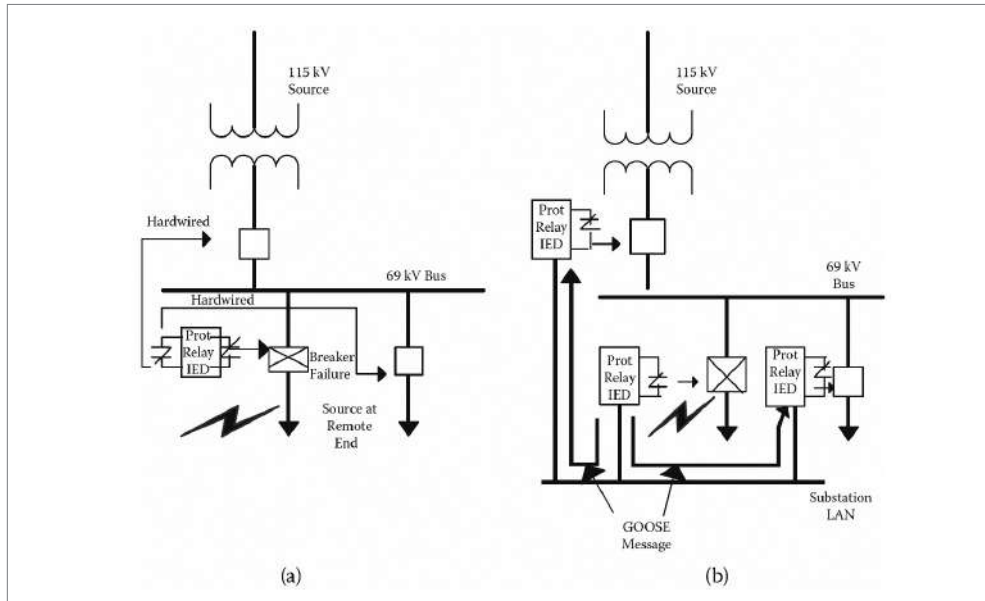 115 kV
Source
Hardwired
69 kV Bus
Hardwired
Prot
Relay
IED
Breaker
Failure
Source at
Remote
End
(a)
115 kV
Source
Prot
Relay
IED
69 kV
Bus
Prot
Relay
IED
Prot
Relay
IED
Substation
LAN
GOOSE
Message
(b)